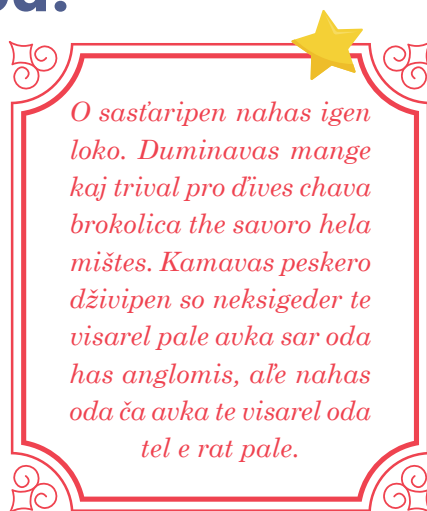 O sasťaripen nahas igen
loko. Duminavas mange
kaj trival pro ďives chava
brokolica the savoro hela
mištes. Kamavas peskero
dživipen so neksigeder te
visarel pale avka sar oda
has anglomis, aľe nahas
oda ča avka te visarel oda
tel e rat pale.